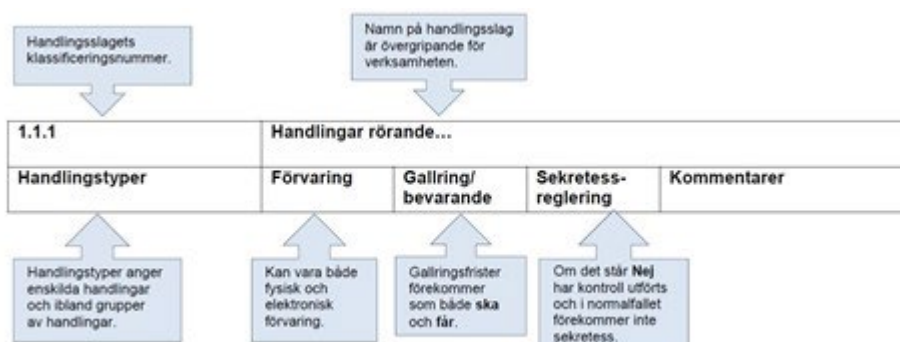 Handlingsslagets
klassificeringsnummer.
Namn på handlingsslag
är övergripande för
verksamheten.
1.1.1
Handlingar rörande...
Handlingstyper
Förvaring
Gallring/
bevarande
Sekretess-
reglering
Kommentarer
Handlingstyper anger
enskilda handlingar
och ibland grupper
av handlingar.
Kan vara både
fysisk och
elektronisk
förvaring.
Gallringsfrister
förekommer
som både ska
och får.
Om det står Nej
har kontroll utförts
och i normalfallet
förekommer inte
sekretess.